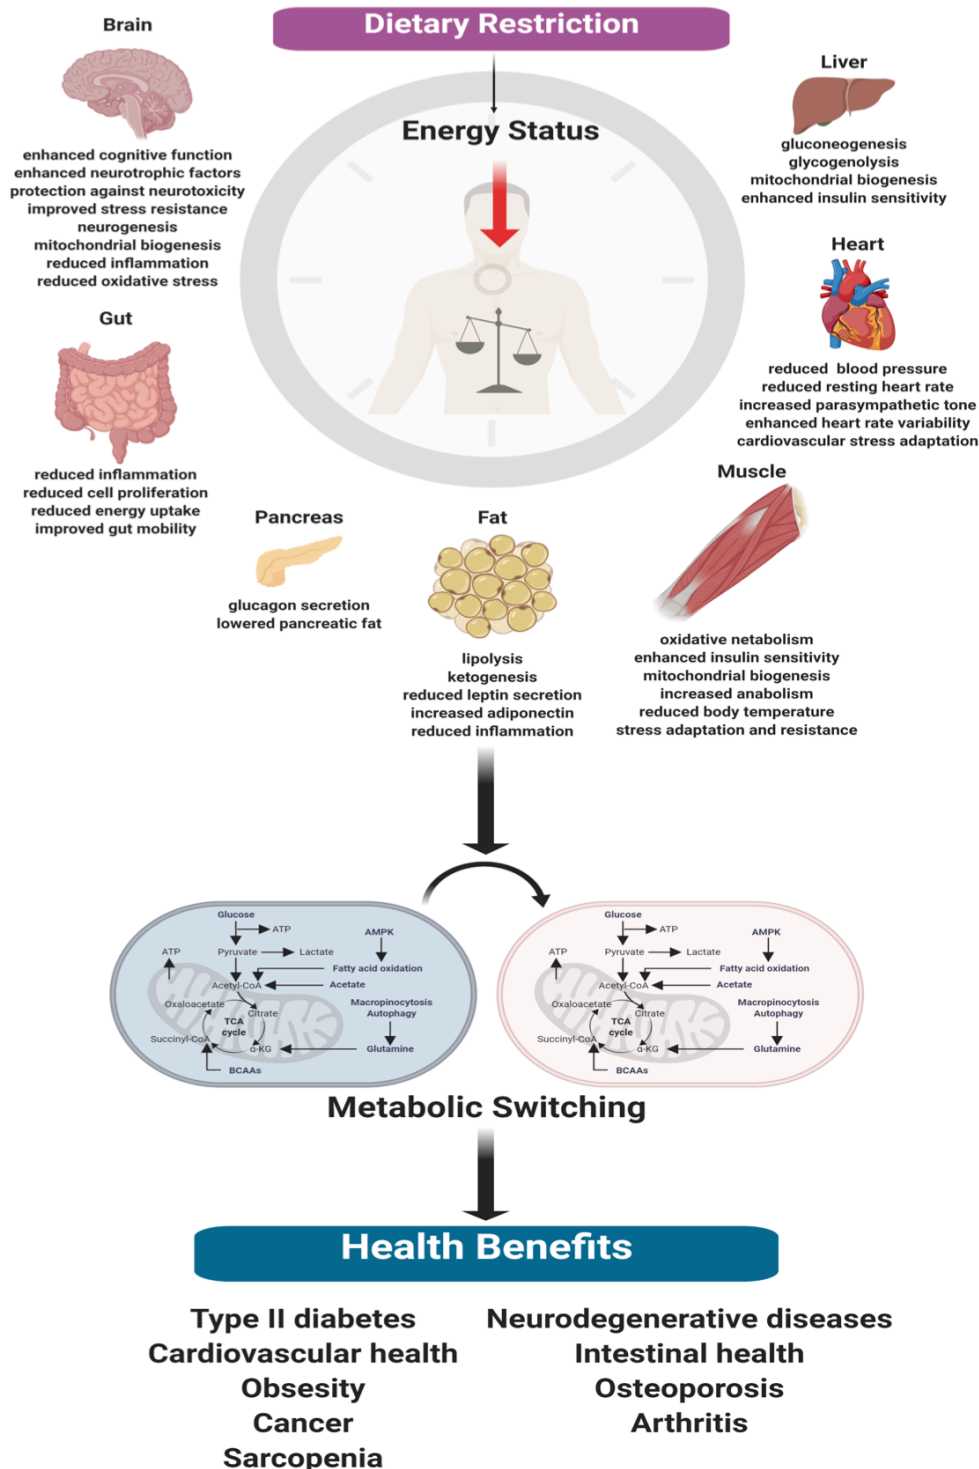 Dietary Restriction
Energy Status
Brain
enhanced cognitive function
enhanced neurotrophic factors
protection against neurotoxicity
improved stress resistance
neurogenesis
mitochondrial biogenesis
reduced inflammation
reduced oxidative stress
Gut
reduced inflammation
reduced cell proliferation
reduced energy uptake
improved gut mobility
Liver
gluconeogenesis
glycogenolysis
mitochondrial biogenesis
enhanced insulin sensitivity
Heart
reduced blood pressure
reduced resting heart rate
increased parasympathetic tone
enhanced heart rate variability
cardiovascular stress adaptation
Pancreas
glucagon secretion
lowered pancreatic fat
Fat
lipolysis
ketogenesis
reduced leptin secretion
increased adiponectin
reduced inflammation
Muscle
oxidative netabolism
enhanced insulin sensitivity
mitochondrial biogenesis
increased anabolism
reduced body temperature
stress adaptation and resistance
Glucose
ATP
AMPK
ATP
Pyruvate
Lactate
Fatty acid oxidation
Acetyl-CoA
Acetate
Oxaloacetate
Citrate
Macropinocytosis
Autophagy
TCA
cycle
Succinyl-CoA
α-KG
Glutamine
BCAAs
Glucose
ATP
AMPK
ATP
Pyruvate
Lactate
Fatty acid oxidation
Acetyl-CoA
Acetate
Oxaloacetate
Citrate
Macropinocytosis
Autophagy
TCA
cycle
Succinyl-CoA
α-KG
Glutamine
BCAAs
Metabolic Switching
Health Benefits
Type II diabetes
Cardiovascular health
Obsesity
Cancer
Sarcopenia
Neurodegenerative diseases
Intestinal health
Osteoporosis
Arthritis